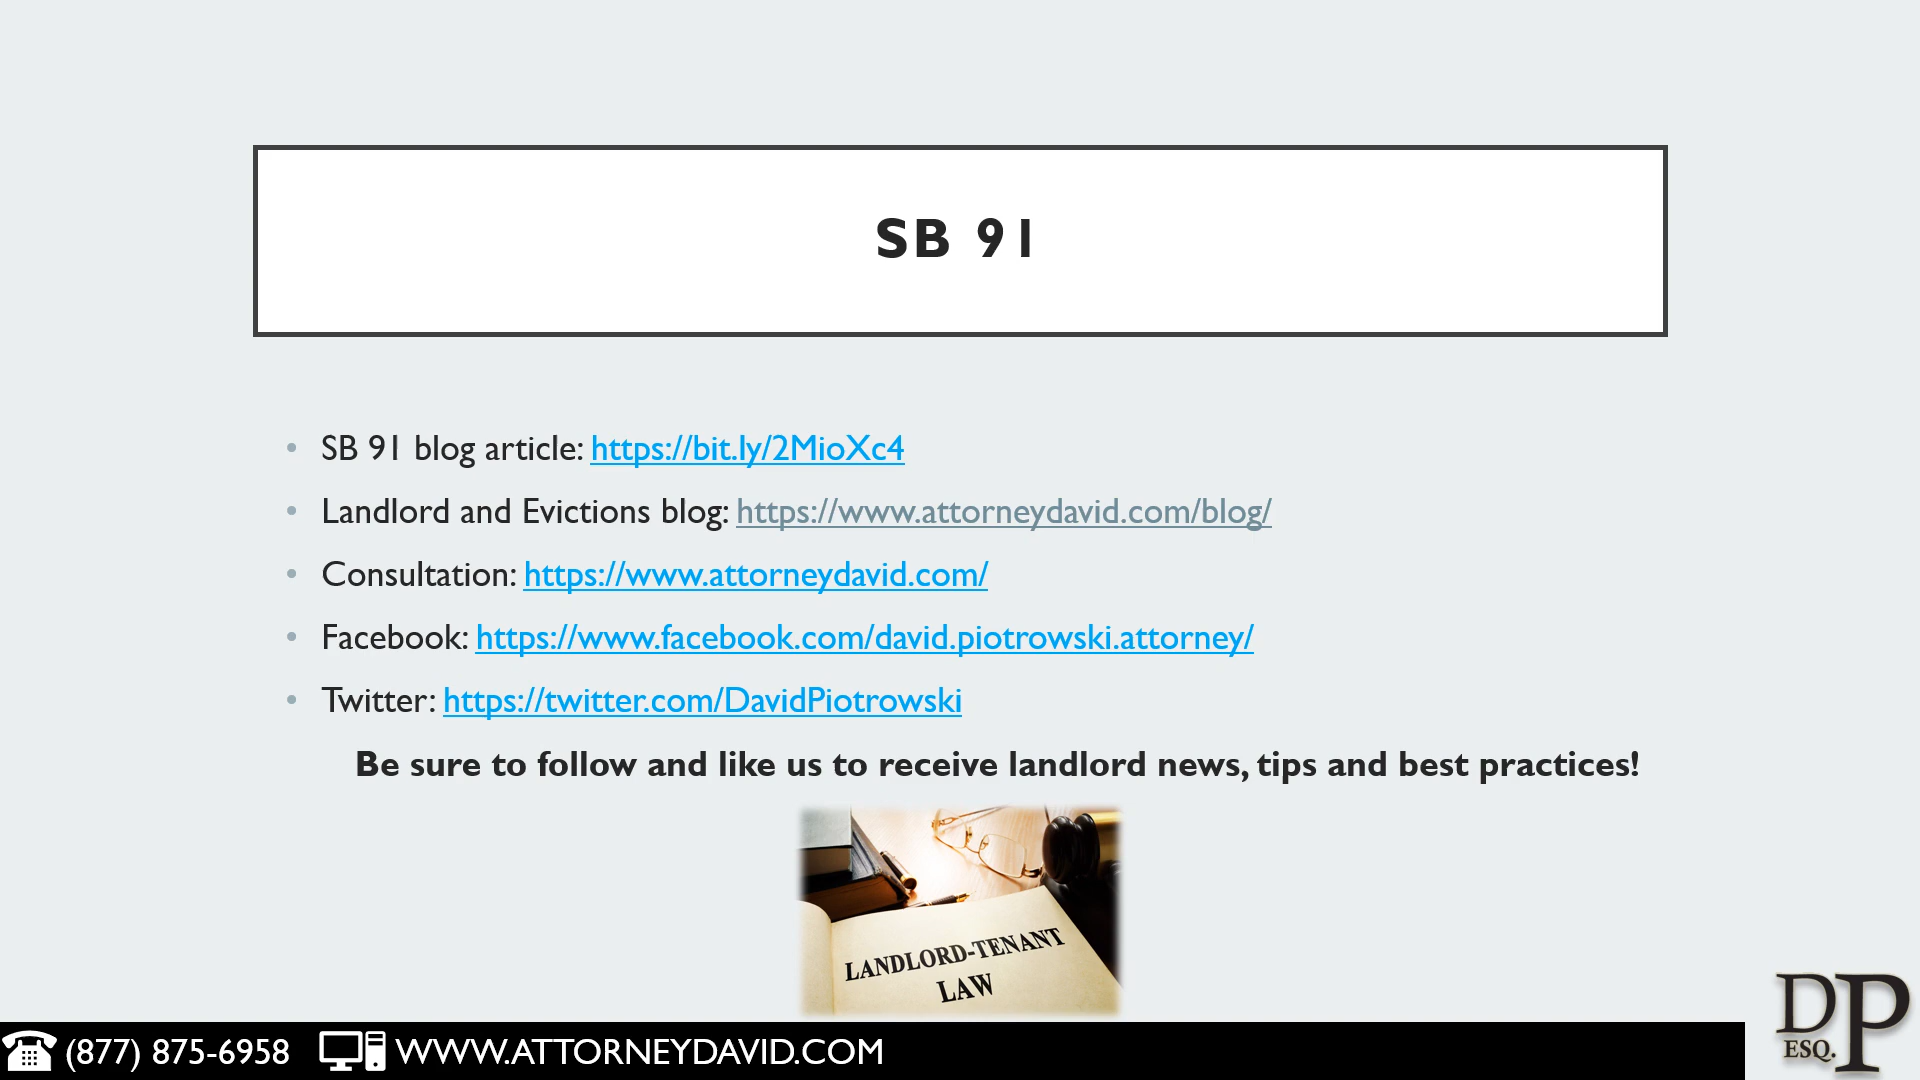 SB 91
SB 91 blog article: https://bit.ly/2MioXc4
Landlord and Evictions blog: https://www.attorneydavid.com/blog/
Consultation: https://www.attorneydavid.com/
Facebook: https://www.facebook.com/david.piotrowski.attorney/
Twitter: https://twitter.com/DavidPiotrowski
Be sure to follow and like us to receive landlord news, tips and best practices!
LANDLORD-TENANT
LAW
(877) 875-6958 WWW.ATTORNEYDAVID.COM
DP
ESQ.